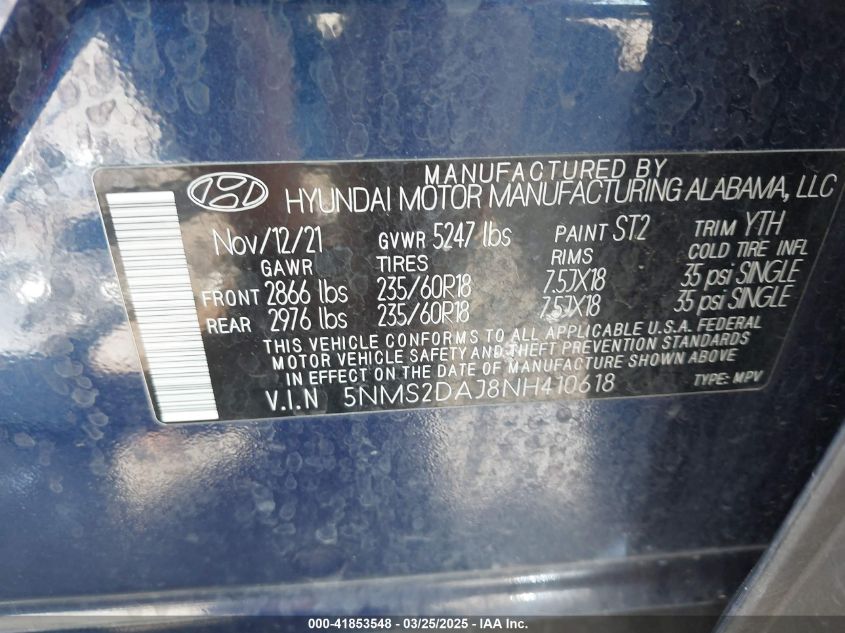 MANUFACTURED BY
HYUNDAI MOTOR MANUFACTURING ALABAMA, LLC
Nov/12/21 GVWR 5247 lbs PAINT ST2 TRIM YTH
GAWR TIRES RIMS COLD TIRE INFL
FRONT 2866 lbs 235/60R18 7.5JX18 35 psi SINGLE
REAR 2976 lbs 235/60R18 7.5JX18 35 psi SINGLE
THIS VEHICLE CONFORMS TO ALL APPLICABLE U.S.A. FEDERAL
MOTOR VEHICLE SAFETY AND THEFT PREVENTION STANDARDS
IN EFFECT ON THE DATE OF MANUFACTURE SHOWN ABOVE
V.I.N 5NMS2DAJ8NH410618 TYPE: MPV
000-41853548 — 03/25/2025 — IAA Inc.